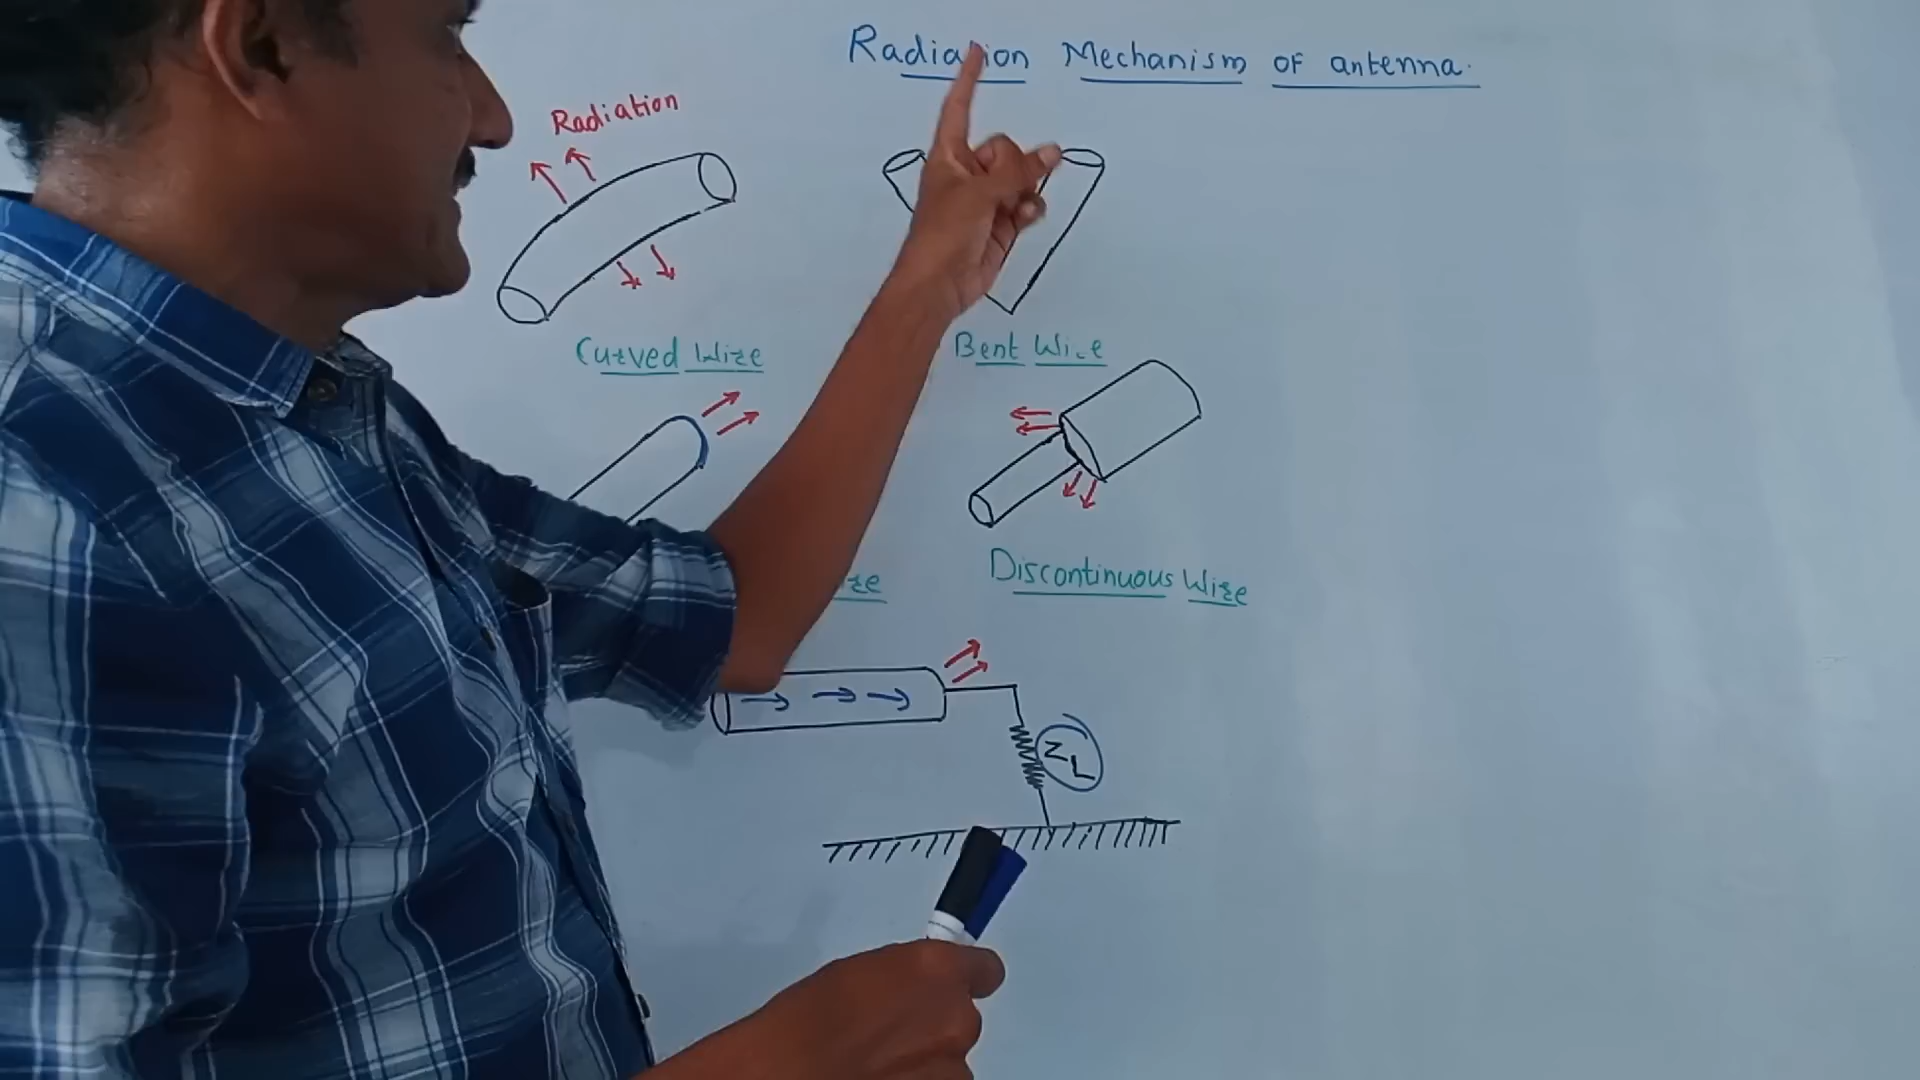 Radiation Mechanism of antenna.
Radiation
Curved Wire
Bent Wire
Discontinuous Wire
ZL